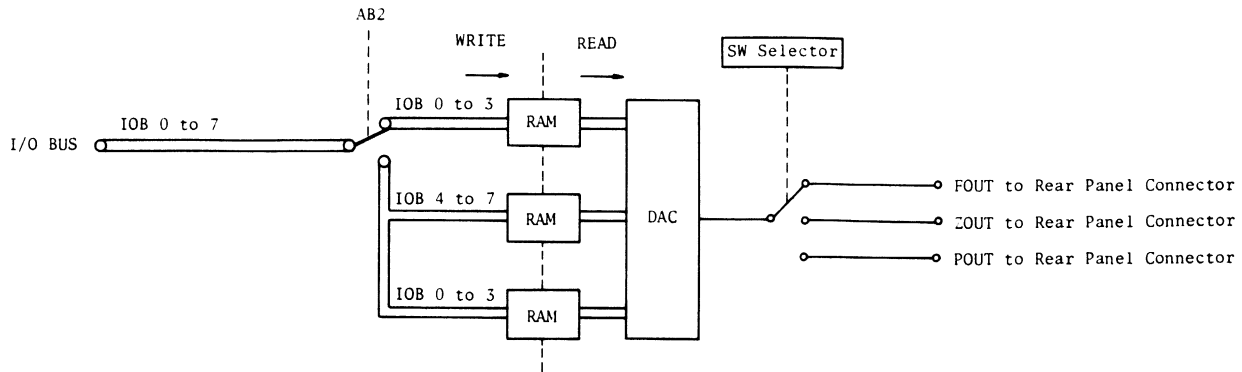 AB2
WRITE
READ
SW Selector
IOB 0 to 7
IOB 0 to 3
I/O BUS
RAM
FOUT to Rear Panel Connector
IOB 4 to 7
RAM
DAC
ZOUT to Rear Panel Connector
POUT to Rear Panel Connector
IOB 0 to 3
RAM